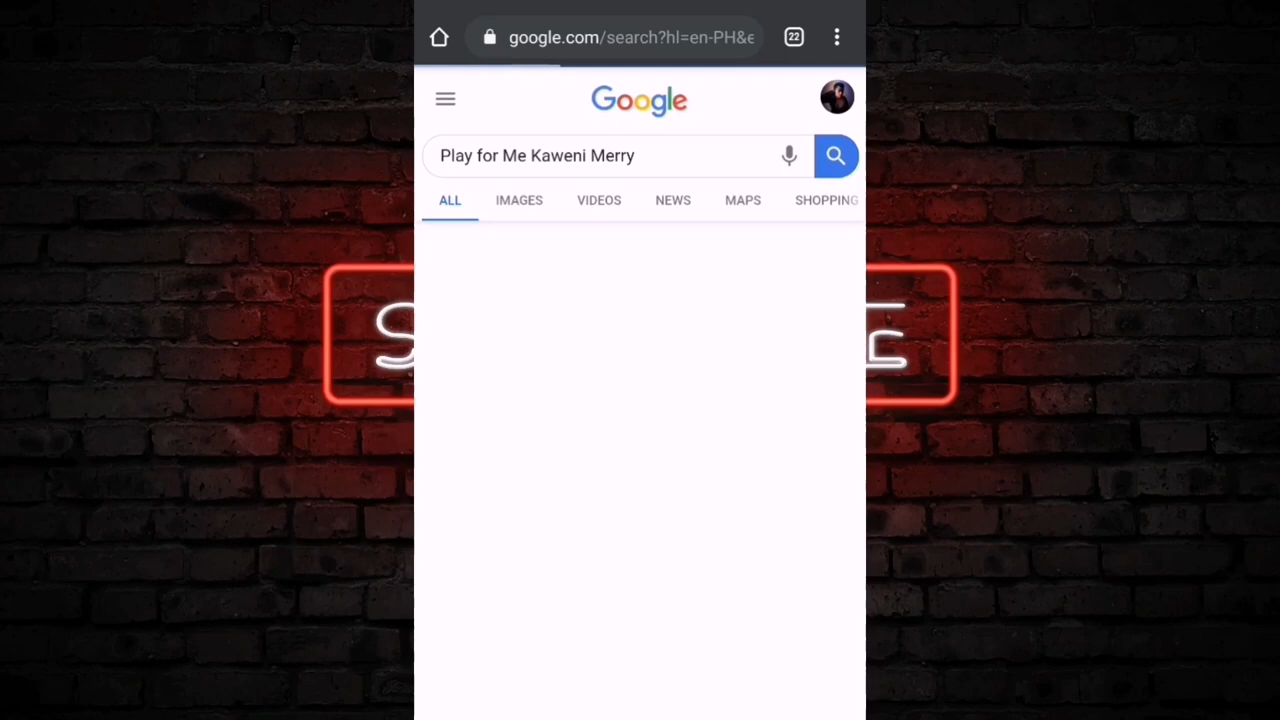 google.com/search?hl=en-PH&e
22
Google
Play for Me Kaweni Merry
ALL IMAGES VIDEOS NEWS MAPS SHOPPING
S E